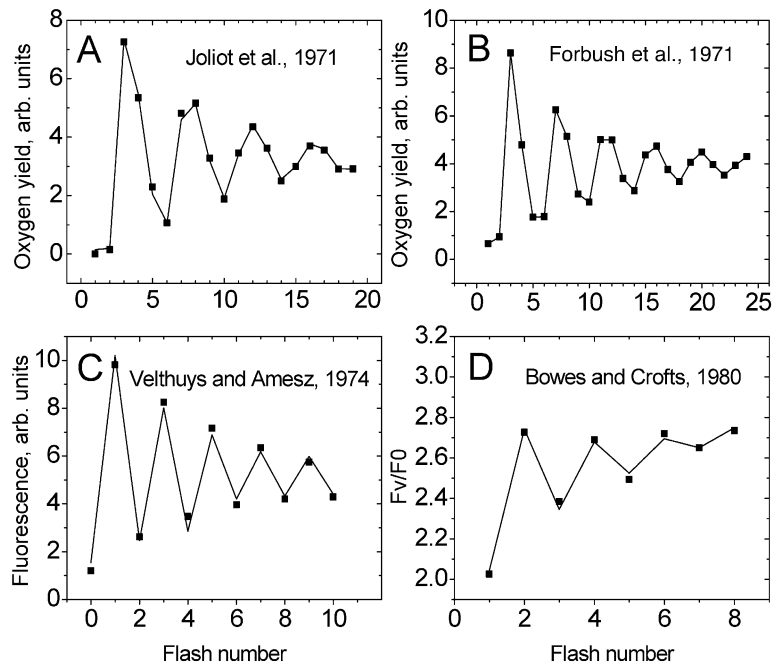 A
Joliot et al., 1971
Oxygen yield, arb. units
8
6
4
2
0
0 5 10 15 20
B
Forbush et al., 1971
Oxygen yield, arb. units
10
8
6
4
2
0
0 5 10 15 20 25
C
Velthuys and Amesz, 1974
Fluorescence, arb. units
10
8
6
4
2
0
0 2 4 6 8 10
Flash number
D
Bowes and Crofts, 1980
Fv/F0
3.2
3.0
2.8
2.6
2.4
2.2
2.0
0 2 4 6 8
Flash number